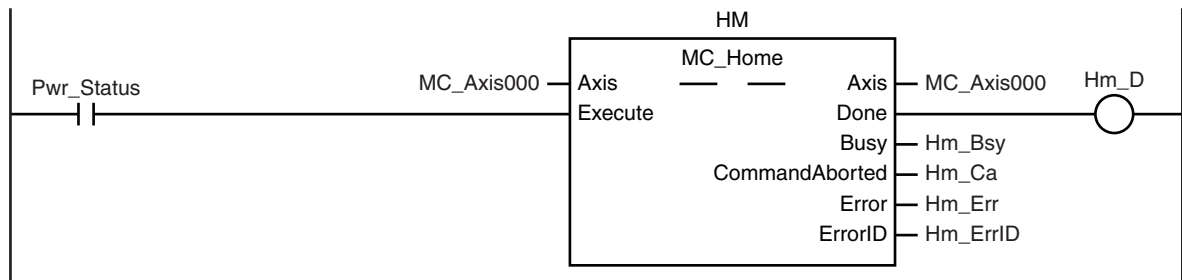 HM
MC_Home
Pwr_Status MC_Axis000 Axis Axis MC_Axis000 Hm_D
Execute Done
Busy Hm_Bsy
CommandAborted Hm_Ca
Error Hm_Err
ErrorID Hm_ErrID